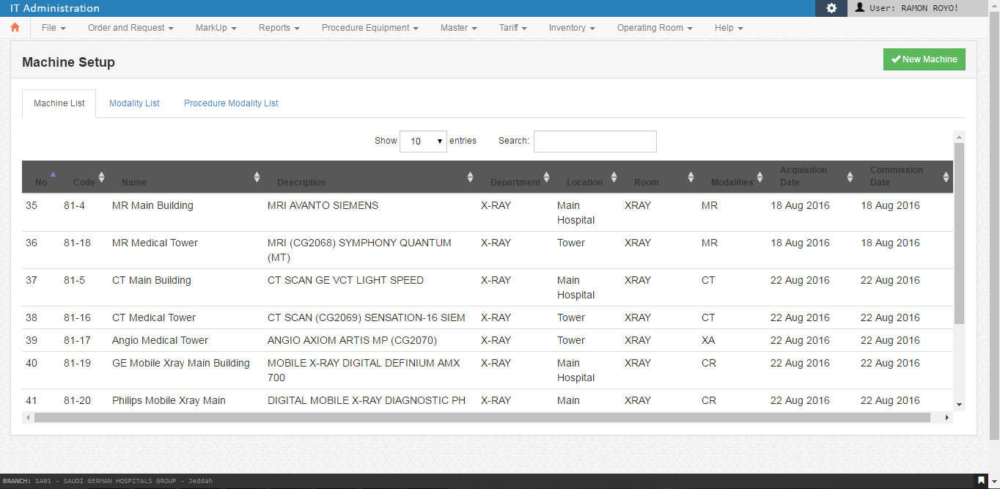 IT Administration
User: RAMON ROYO!
File Order and Request MarkUp Reports Procedure Equipment Master Tariff Inventory Operating Room Help
Machine Setup
New Machine
Machine List Modality List Procedure Modality List
Show 10 entries Search:
No Code Name Description Department Location Room Modalities Acquisition Date Commission Date
35 81-4 MR Main Building MRI AVANTO SIEMENS X-RAY Main Hospital XRAY MR 18 Aug 2016 18 Aug 2016
36 81-18 MR Medical Tower MRI (CG2068) SYMPHONY QUANTUM (MT) X-RAY Tower XRAY MR 18 Aug 2016 18 Aug 2016
37 81-5 CT Main Building CT SCAN GE VCT LIGHT SPEED X-RAY Main Hospital XRAY CT 22 Aug 2016 22 Aug 2016
38 81-16 CT Medical Tower CT SCAN (CG2069) SENSATION-16 SIEM X-RAY Tower XRAY CT 22 Aug 2016 22 Aug 2016
39 81-17 Angio Medical Tower ANGIO AXIOM ARTIS MP (CG2070) X-RAY Tower XRAY XA 22 Aug 2016 22 Aug 2016
40 81-19 GE Mobile Xray Main Building MOBILE X-RAY DIGITAL DEFINIUM AMX 700 X-RAY Main Hospital XRAY CR 22 Aug 2016 22 Aug 2016
41 81-20 Philips Mobile Xray Main DIGITAL MOBILE X-RAY DIAGNOSTIC PH X-RAY Main XRAY CR 22 Aug 2016 22 Aug 2016
BRANCH: SA01 - SAUDI GERMAN HOSPITALS GROUP - Jeddah